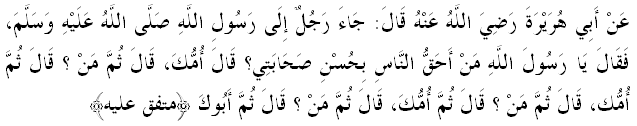 عَنْ أَبِي هُرَيْرَةَ رَضِيَ اللَّهُ عَنْهُ قَالَ: جَاءَ رَجُلٌ إِلَى رَسُولِ اللَّهِ صَلَّى اللَّهُ عَلَيْهِ وَسَلَّمَ،
فَقَالَ يَا رَسُولَ اللَّهِ مَنْ أَحَقُّ النَّاسِ بِحُسْنِ صَحَابَتِي؟ قَالَ أُمُّكَ، قَالَ ثُمَّ مَنْ ؟ قَالَ ثُمَّ
أُمُّك، قَالَ ثُمَّ مَنْ ؟ قَالَ ثُمَّ أُمُّكَ، قَالَ ثُمَّ مَنْ ؟ قَالَ ثُمَّ أَبُوكَ ﴿متفق عليه﴾